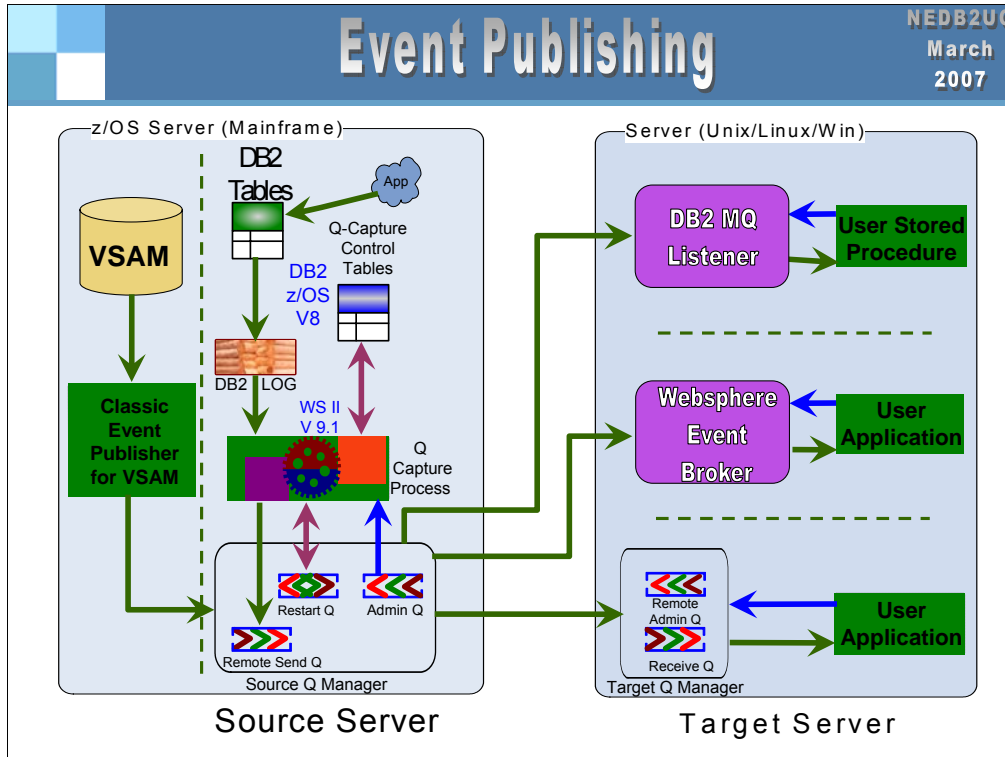 Event Publishing
NEDB2UG
March
2007
z/OS Server (Mainframe)
VSAM
Classic
Event
Publisher
for VSAM
DB2
Tables
App
Q-Capture
Control
Tables
DB2
z/OS
V8
DB2 LOG
WS II
V 9.1
Q
Capture
Process
Restart Q
Admin Q
Remote Send Q
Source Q Manager
Source Server
Server (Unix/Linux/Win)
DB2 MQ
Listener
User Stored
Procedure
Websphere
Event
Broker
User
Application
Remote
Admin Q
Receive Q
User
Application
Target Q Manager
Target Server